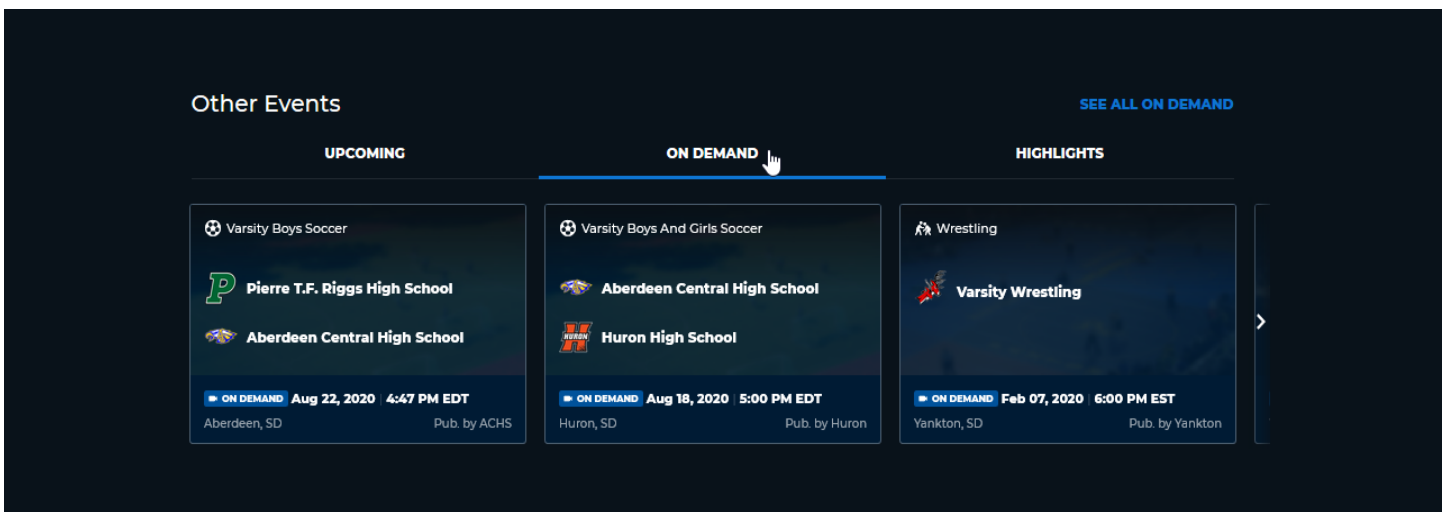 Other Events
SEE ALL ON DEMAND
UPCOMING
ON DEMAND
HIGHLIGHTS
Varsity Boys Soccer
P
Pierre T.F. Riggs High School
Aberdeen Central High School
ON DEMAND Aug 22, 2020 | 4:47 PM EDT
Aberdeen, SD
Pub. by ACHS
Varsity Boys And Girls Soccer
Aberdeen Central High School
HURON
Huron High School
ON DEMAND Aug 18, 2020 | 5:00 PM EDT
Huron, SD
Pub. by Huron
Wrestling
Varsity Wrestling
ON DEMAND Feb 07, 2020 | 6:00 PM EST
Yankton, SD
Pub. by Yankton